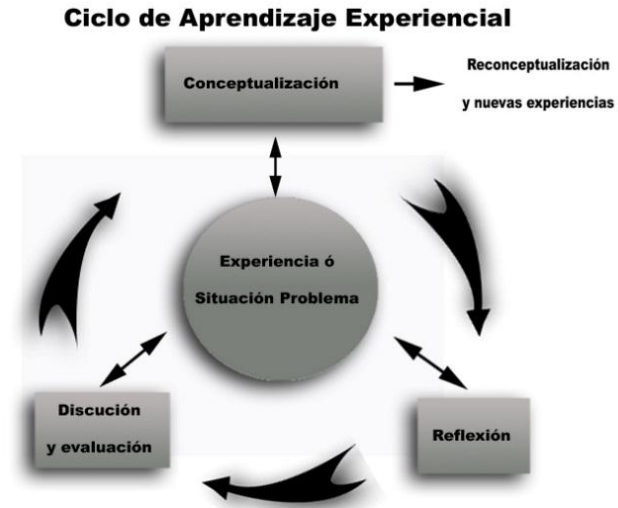 Ciclo de Aprendizaje Experiencial
Conceptualización
Reconceptualización
y nuevas experiencias
Experiencia ó
Situación Problema
Discución
y evaluación
Reflexión